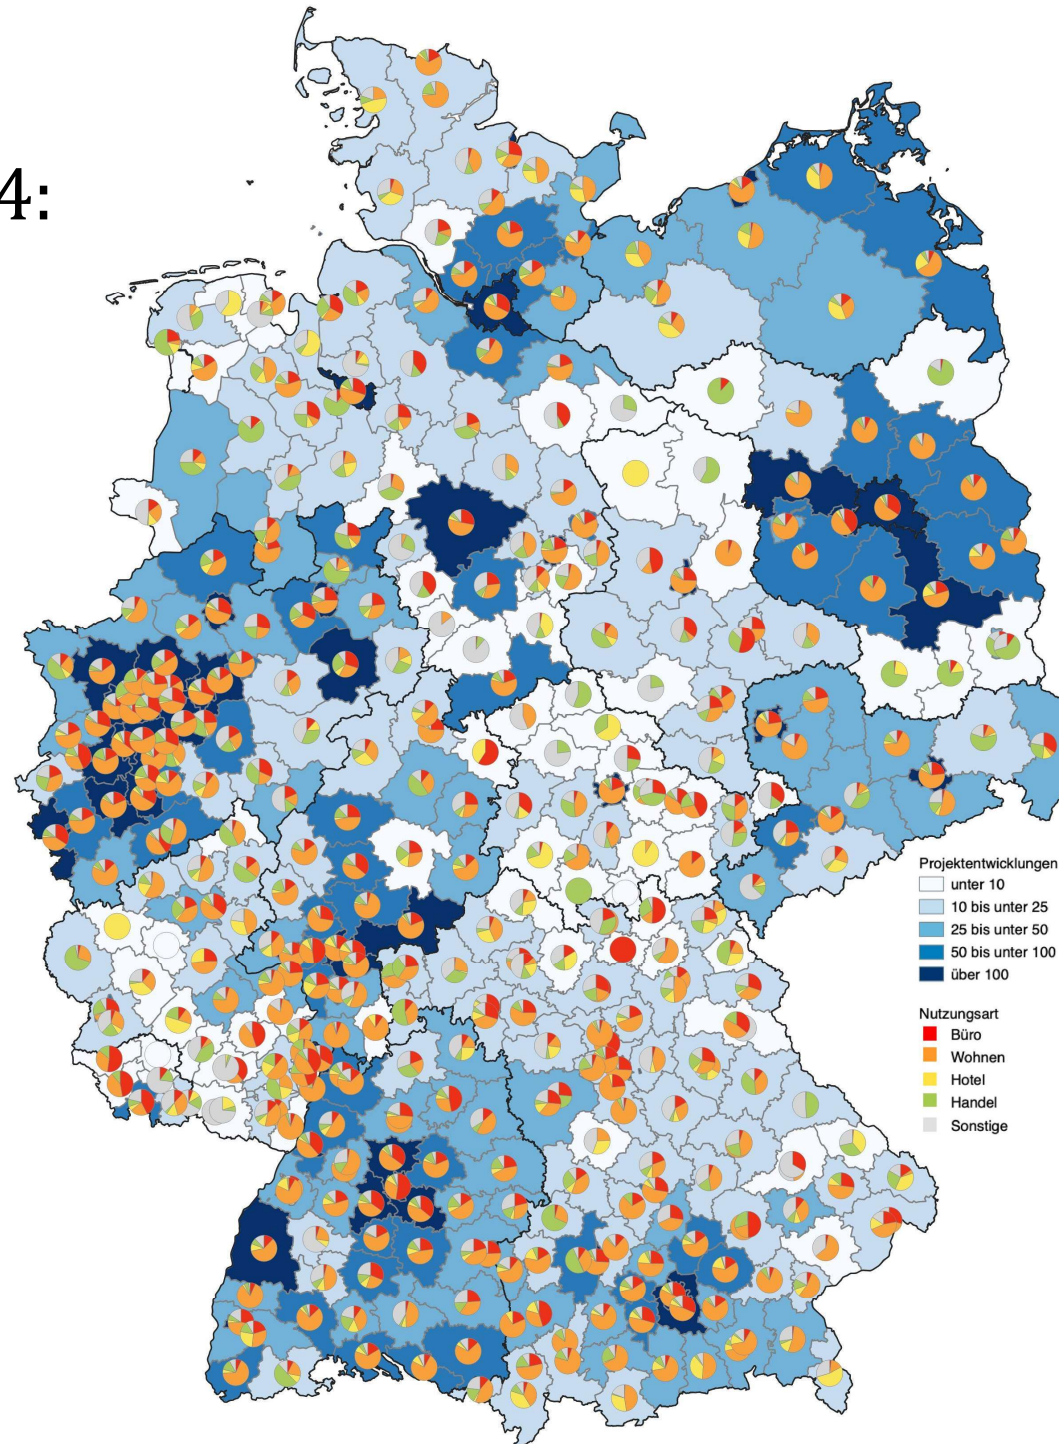 4:
Projektentwicklungen
unter 10
10 bis unter 25
25 bis unter 50
50 bis unter 100
über 100
Nutzungsart
Büro
Wohnen
Hotel
Handel
Sonstige